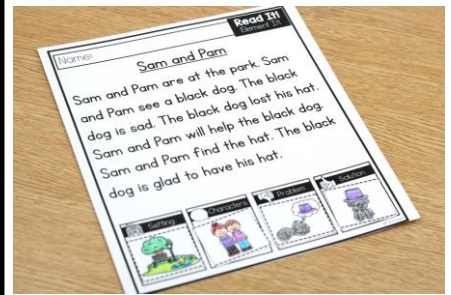 Read It!
Element It
Name:
Sam and Pam
Sam and Pam are at the park. Sam
and Pam see a black dog. The black
dog is sad. The black dog lost his hat.
Sam and Pam will help the black dog.
Sam and Pam find the hat. The black
dog is glad to have his hat.
Setting
Characters
Problem
Solution